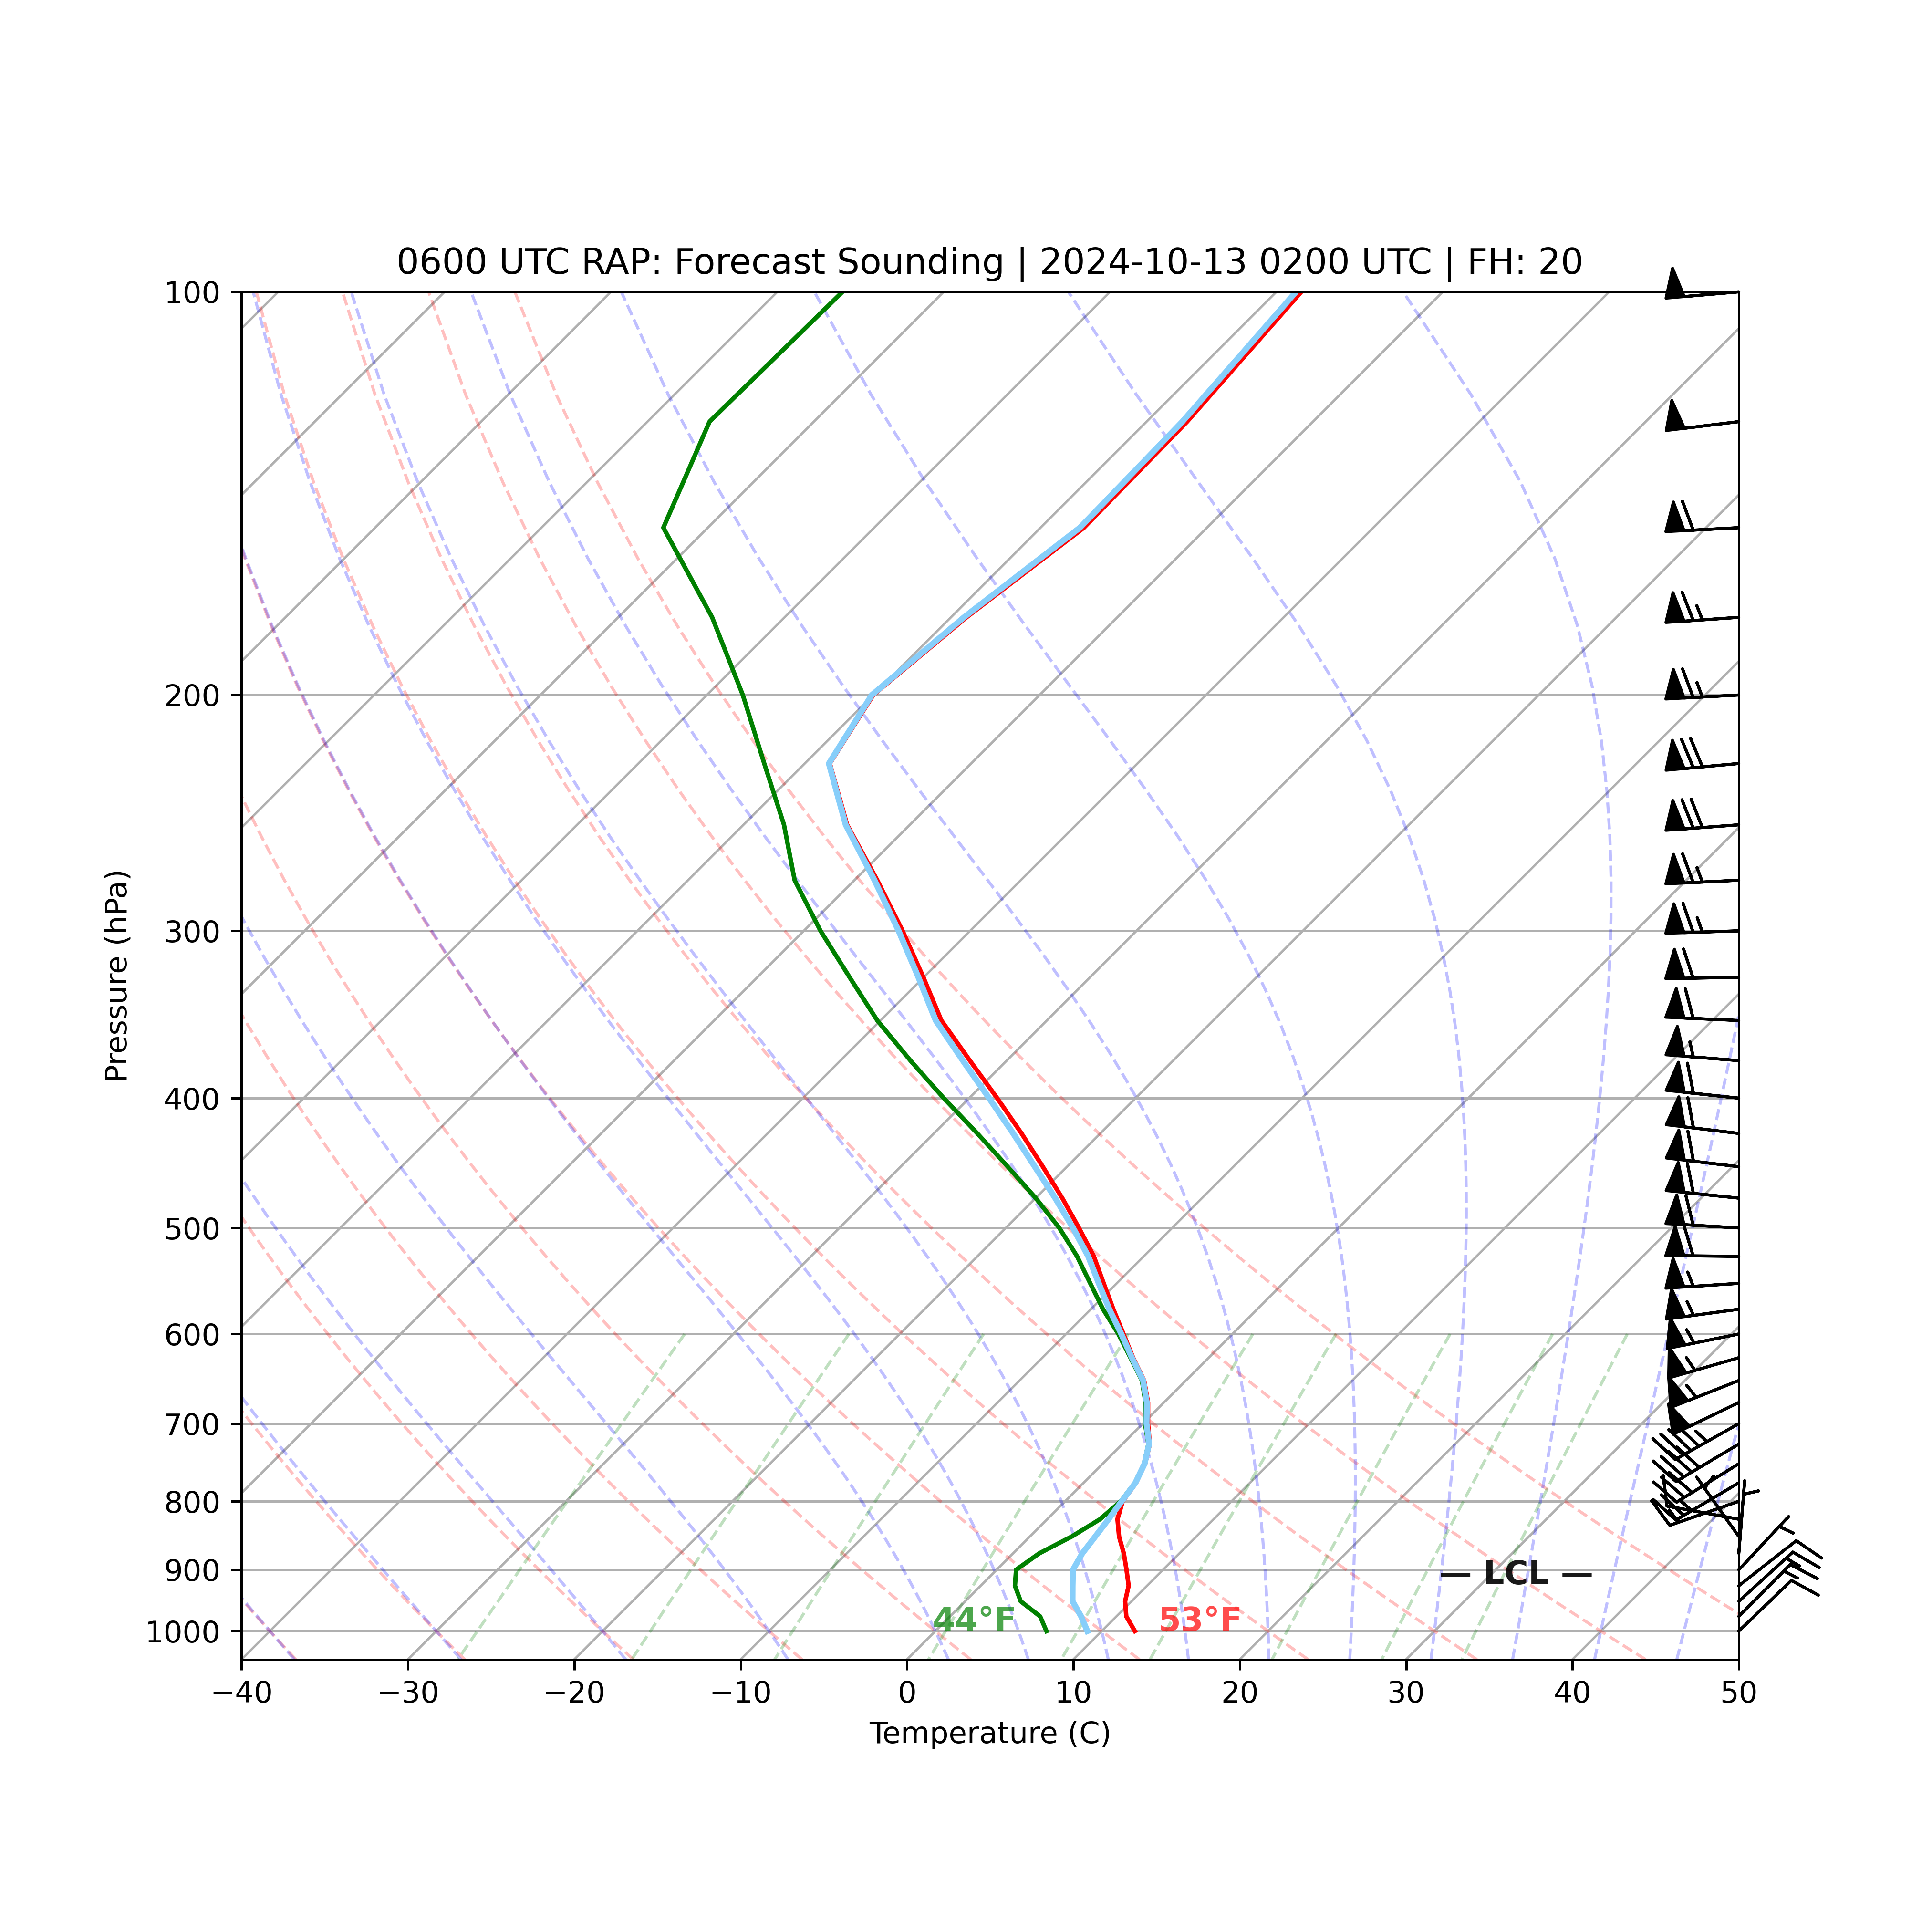 0600 UTC RAP: Forecast Sounding | 2024-10-13 0200 UTC | FH: 20
100
200
300
400
500
600
700
800
900
1000
Pressure (hPa)
— LCL —
44°F
53°F
−40 −30 −20 −10 0 10 20 30 40 50
Temperature (C)